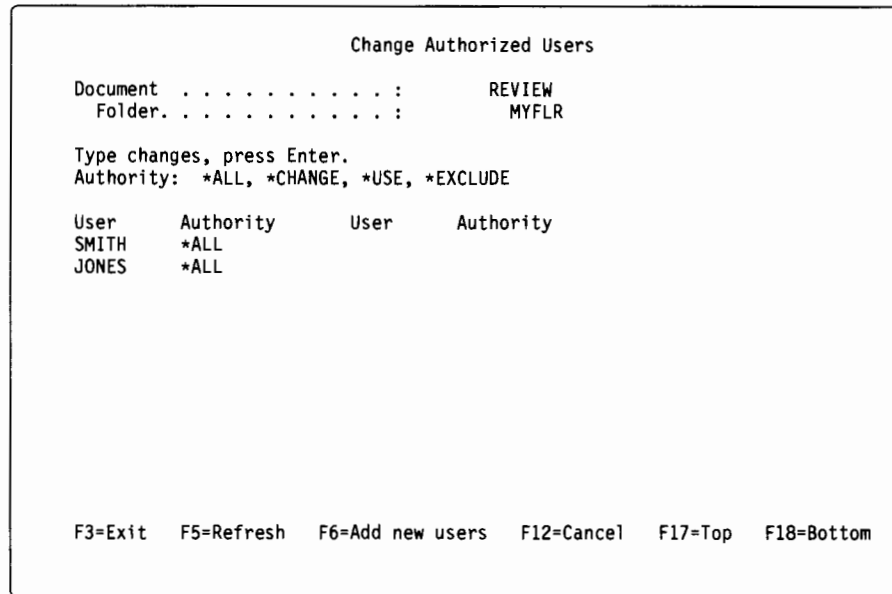 Change Authorized Users
Document . . . . . . . . . . : REVIEW
Folder. . . . . . . . . . . : MYFLR
Type changes, press Enter.
Authority: *ALL, *CHANGE, *USE, *EXCLUDE
User Authority User Authority
SMITH *ALL
JONES *ALL
F3=Exit F5=Refresh F6=Add new users F12=Cancel F17=Top F18=Bottom